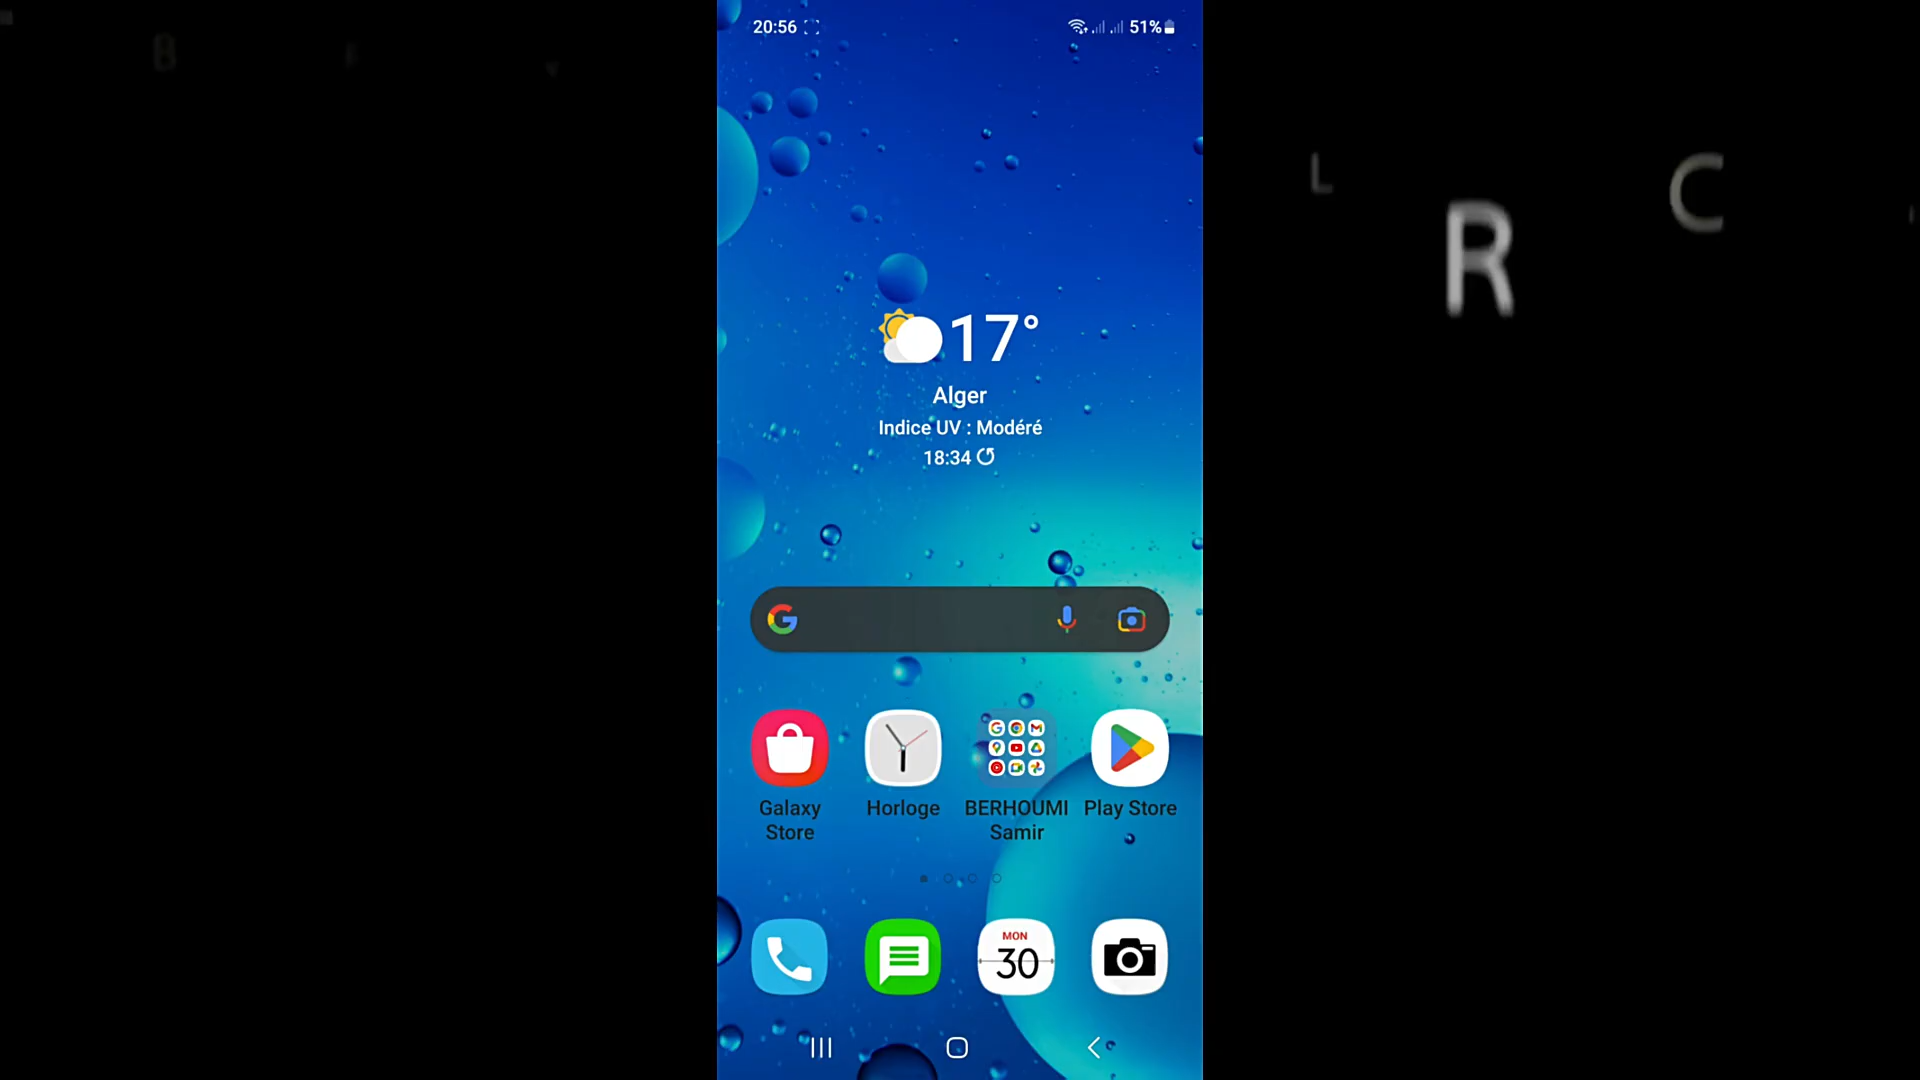 20:56
51%
B
L
R
C
17°
Alger
Indice UV : Modéré
18:34
Galaxy
Store
Horloge
BERHOUMI
Samir
Play Store
MON
30